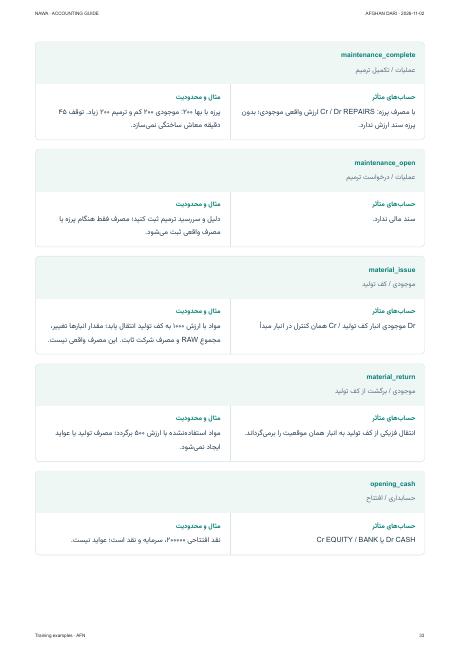 NAWA · ACCOUNTING GUIDE
AFGHAN DARI · 2026-11-02
maintenance_complete
عملیات / تکمیل ترمیم
حساب‌های متأثر
با مصرف پرزه: Cr / Dr REPAIRS ارزش واقعی موجودی؛ بدون
پرزه سند ارزش ندارد.
مثال و محدودیت
پرزه با بها ۲۰۰: موجودی ۲۰۰ کم و ترمیم ۲۰۰ زیاد. توقف ۴۵
دقیقه معاش ساختگی نمی‌سازد.
maintenance_open
عملیات / درخواست ترمیم
حساب‌های متأثر
سند مالی ندارد.
مثال و محدودیت
دلیل و سررسید ترمیم ثبت کنید؛ مصرف فقط هنگام پرزه یا
مصرف واقعی ثبت می‌شود.
material_issue
موجودی / کف تولید
حساب‌های متأثر
Dr موجودی انبار کف تولید / Cr همان کنترل در انبار مبدأ
مثال و محدودیت
مواد با ارزش ۱۰۰۰ به کف تولید انتقال یابد؛ مقدار انبارها تغییر،
مجموع RAW و مصرف شرکت ثابت. این مصرف واقعی نیست.
material_return
موجودی / برگشت از کف تولید
حساب‌های متأثر
انتقال فزیکی از کف تولید به انبار همان موقعیت را برمی‌گرداند.
مثال و محدودیت
مواد استفاده‌نشده با ارزش ۵۰۰ برگردد؛ مصرف تولید یا عواید
ایجاد نمی‌شود.
opening_cash
حسابداری / افتتاح
حساب‌های متأثر
Dr CASH یا Cr EQUITY / BANK
مثال و محدودیت
نقد افتتاحی ۲۰۰۰۰۰، سرمایه و نقد است؛ عواید نیست.
Training examples · AFN
33